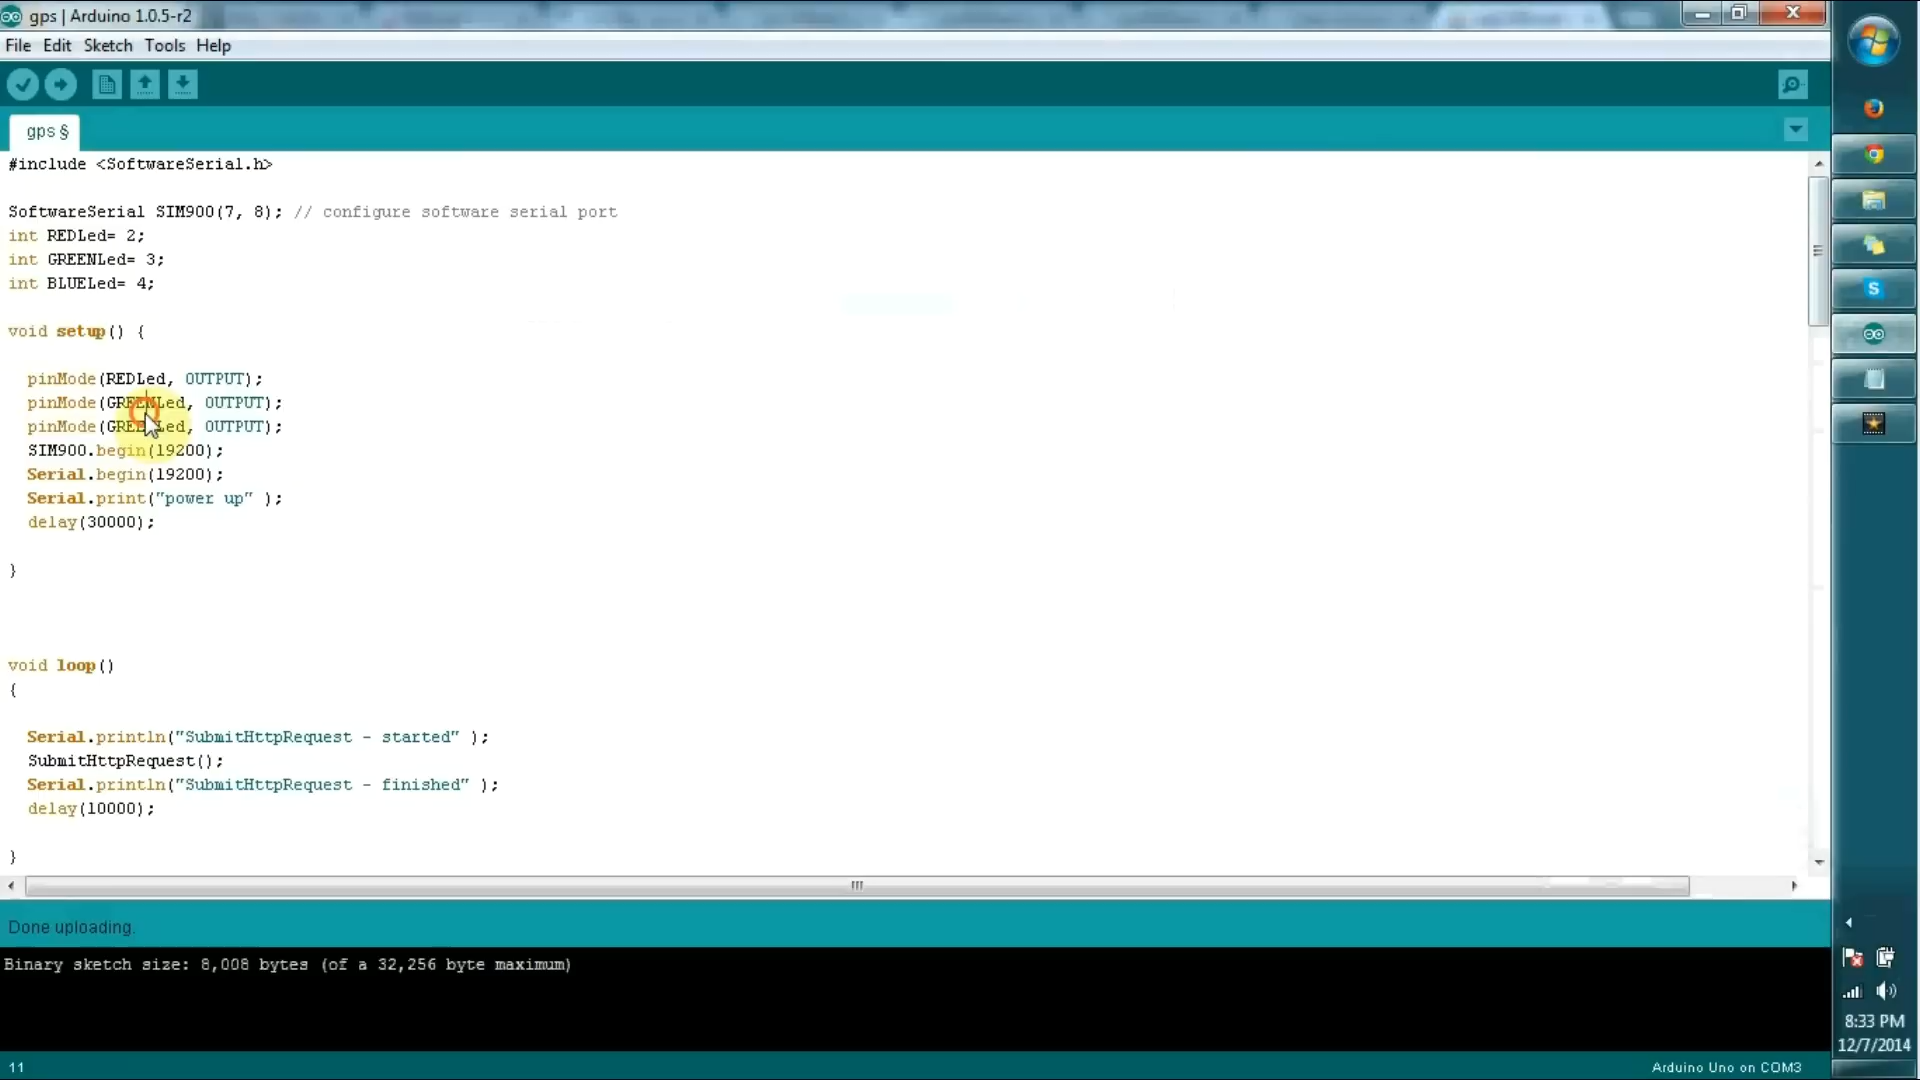 gps | Arduino 1.0.5-r2
File Edit Sketch Tools Help
gps §
#include <SoftwareSerial.h>
SoftwareSerial SIM900(7, 8); // configure software serial port
int REDLed= 2;
int GREENLed= 3;
int BLUELed= 4;
void setup() {
pinMode(REDLed, OUTPUT);
pinMode(GREENLed, OUTPUT);
pinMode(GREENLed, OUTPUT);
SIM900.begin(19200);
Serial.begin(19200);
Serial.print("power up" );
delay(30000);
}
void loop()
{
Serial.println("SubmitHttpRequest - started" );
SubmitHttpRequest();
Serial.println("SubmitHttpRequest - finished" );
delay(10000);
}
Done uploading.
Binary sketch size: 8,008 bytes (of a 32,256 byte maximum)
11
Arduino Uno on COM3
8:33 PM
12/7/2014